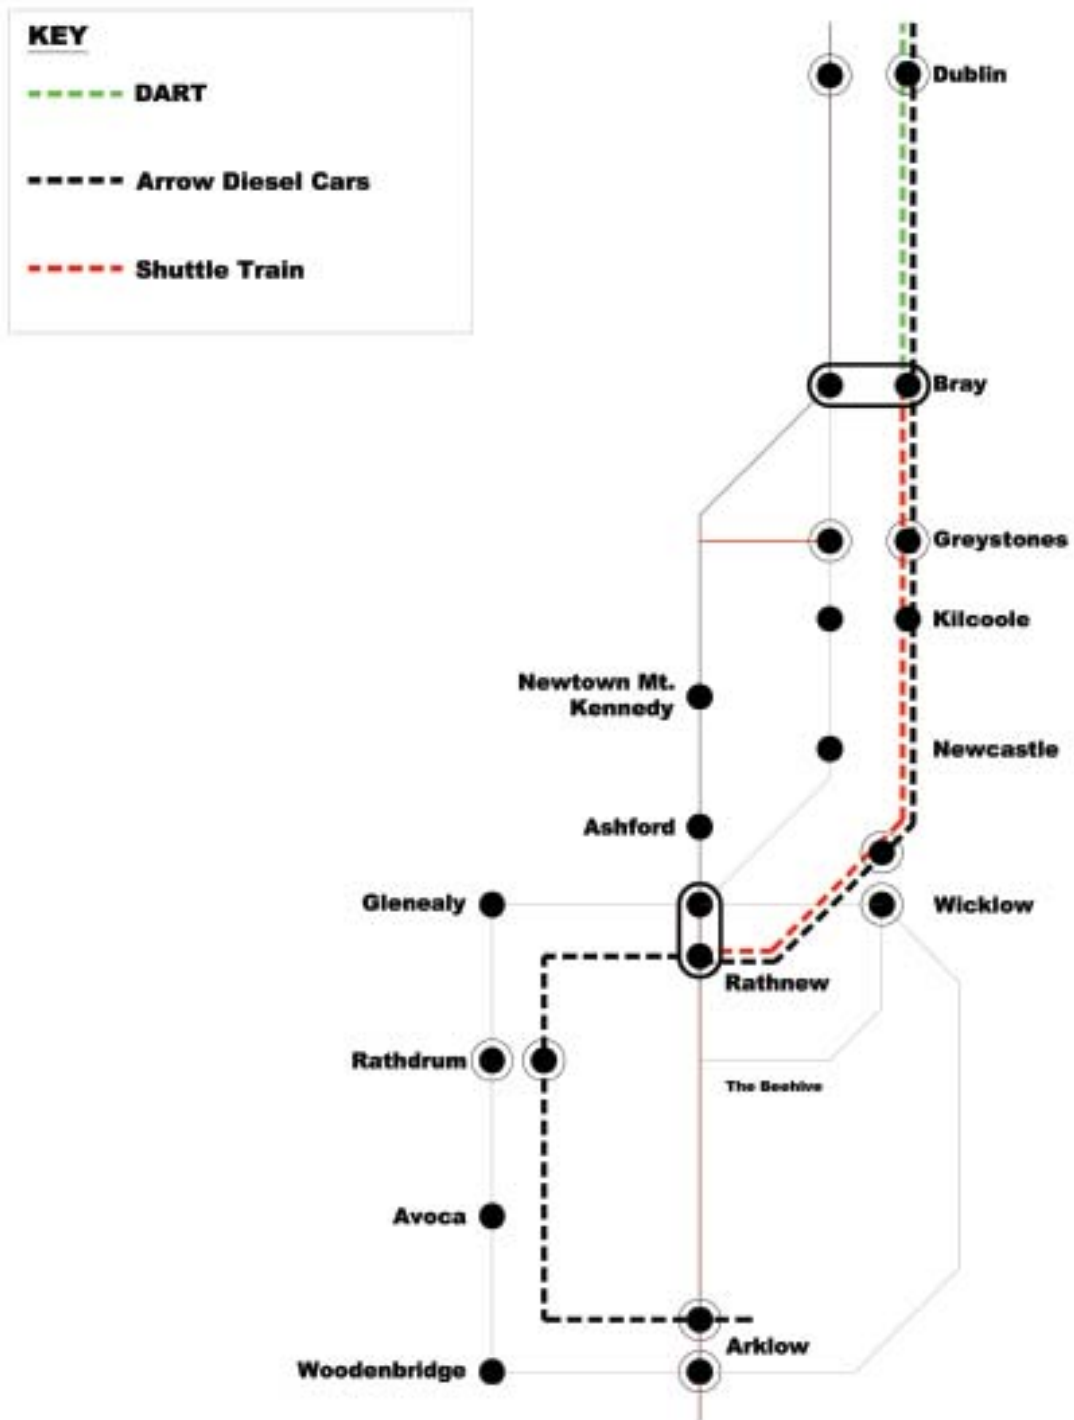 KEY
DART
Arrow Diesel Cars
Shuttle Train
Dublin
Bray
Greystones
Kilcoole
Newtown Mt.
Kennedy
Newcastle
Ashford
Glenealy
Wicklow
Rathnew
Rathdrum
The Beehive
Avoca
Arklow
Woodenbridge